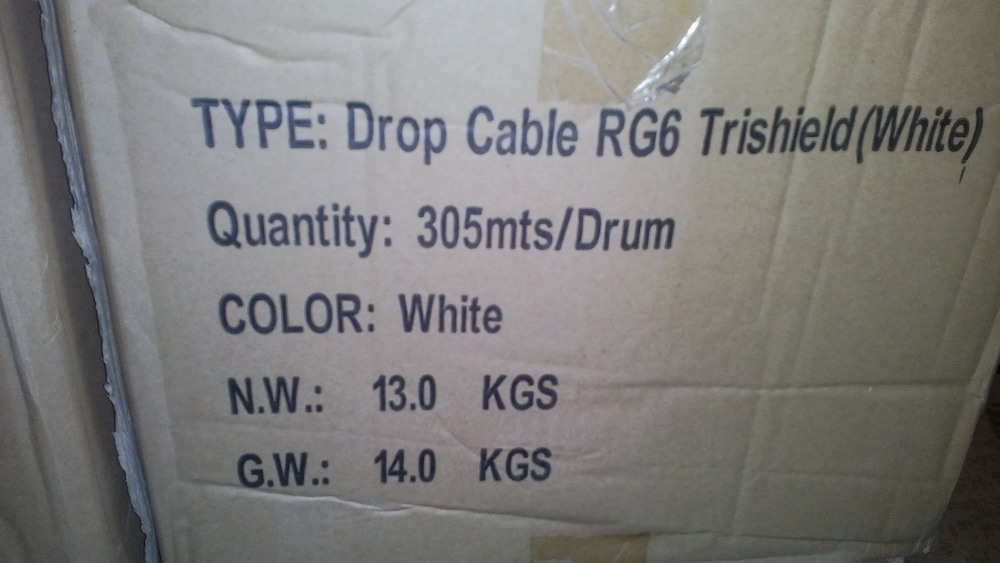 TYPE: Drop Cable RG6 Trishield(White)
Quantity: 305mts/Drum
COLOR: White
N.W.: 13.0 KGS
G.W.: 14.0 KGS